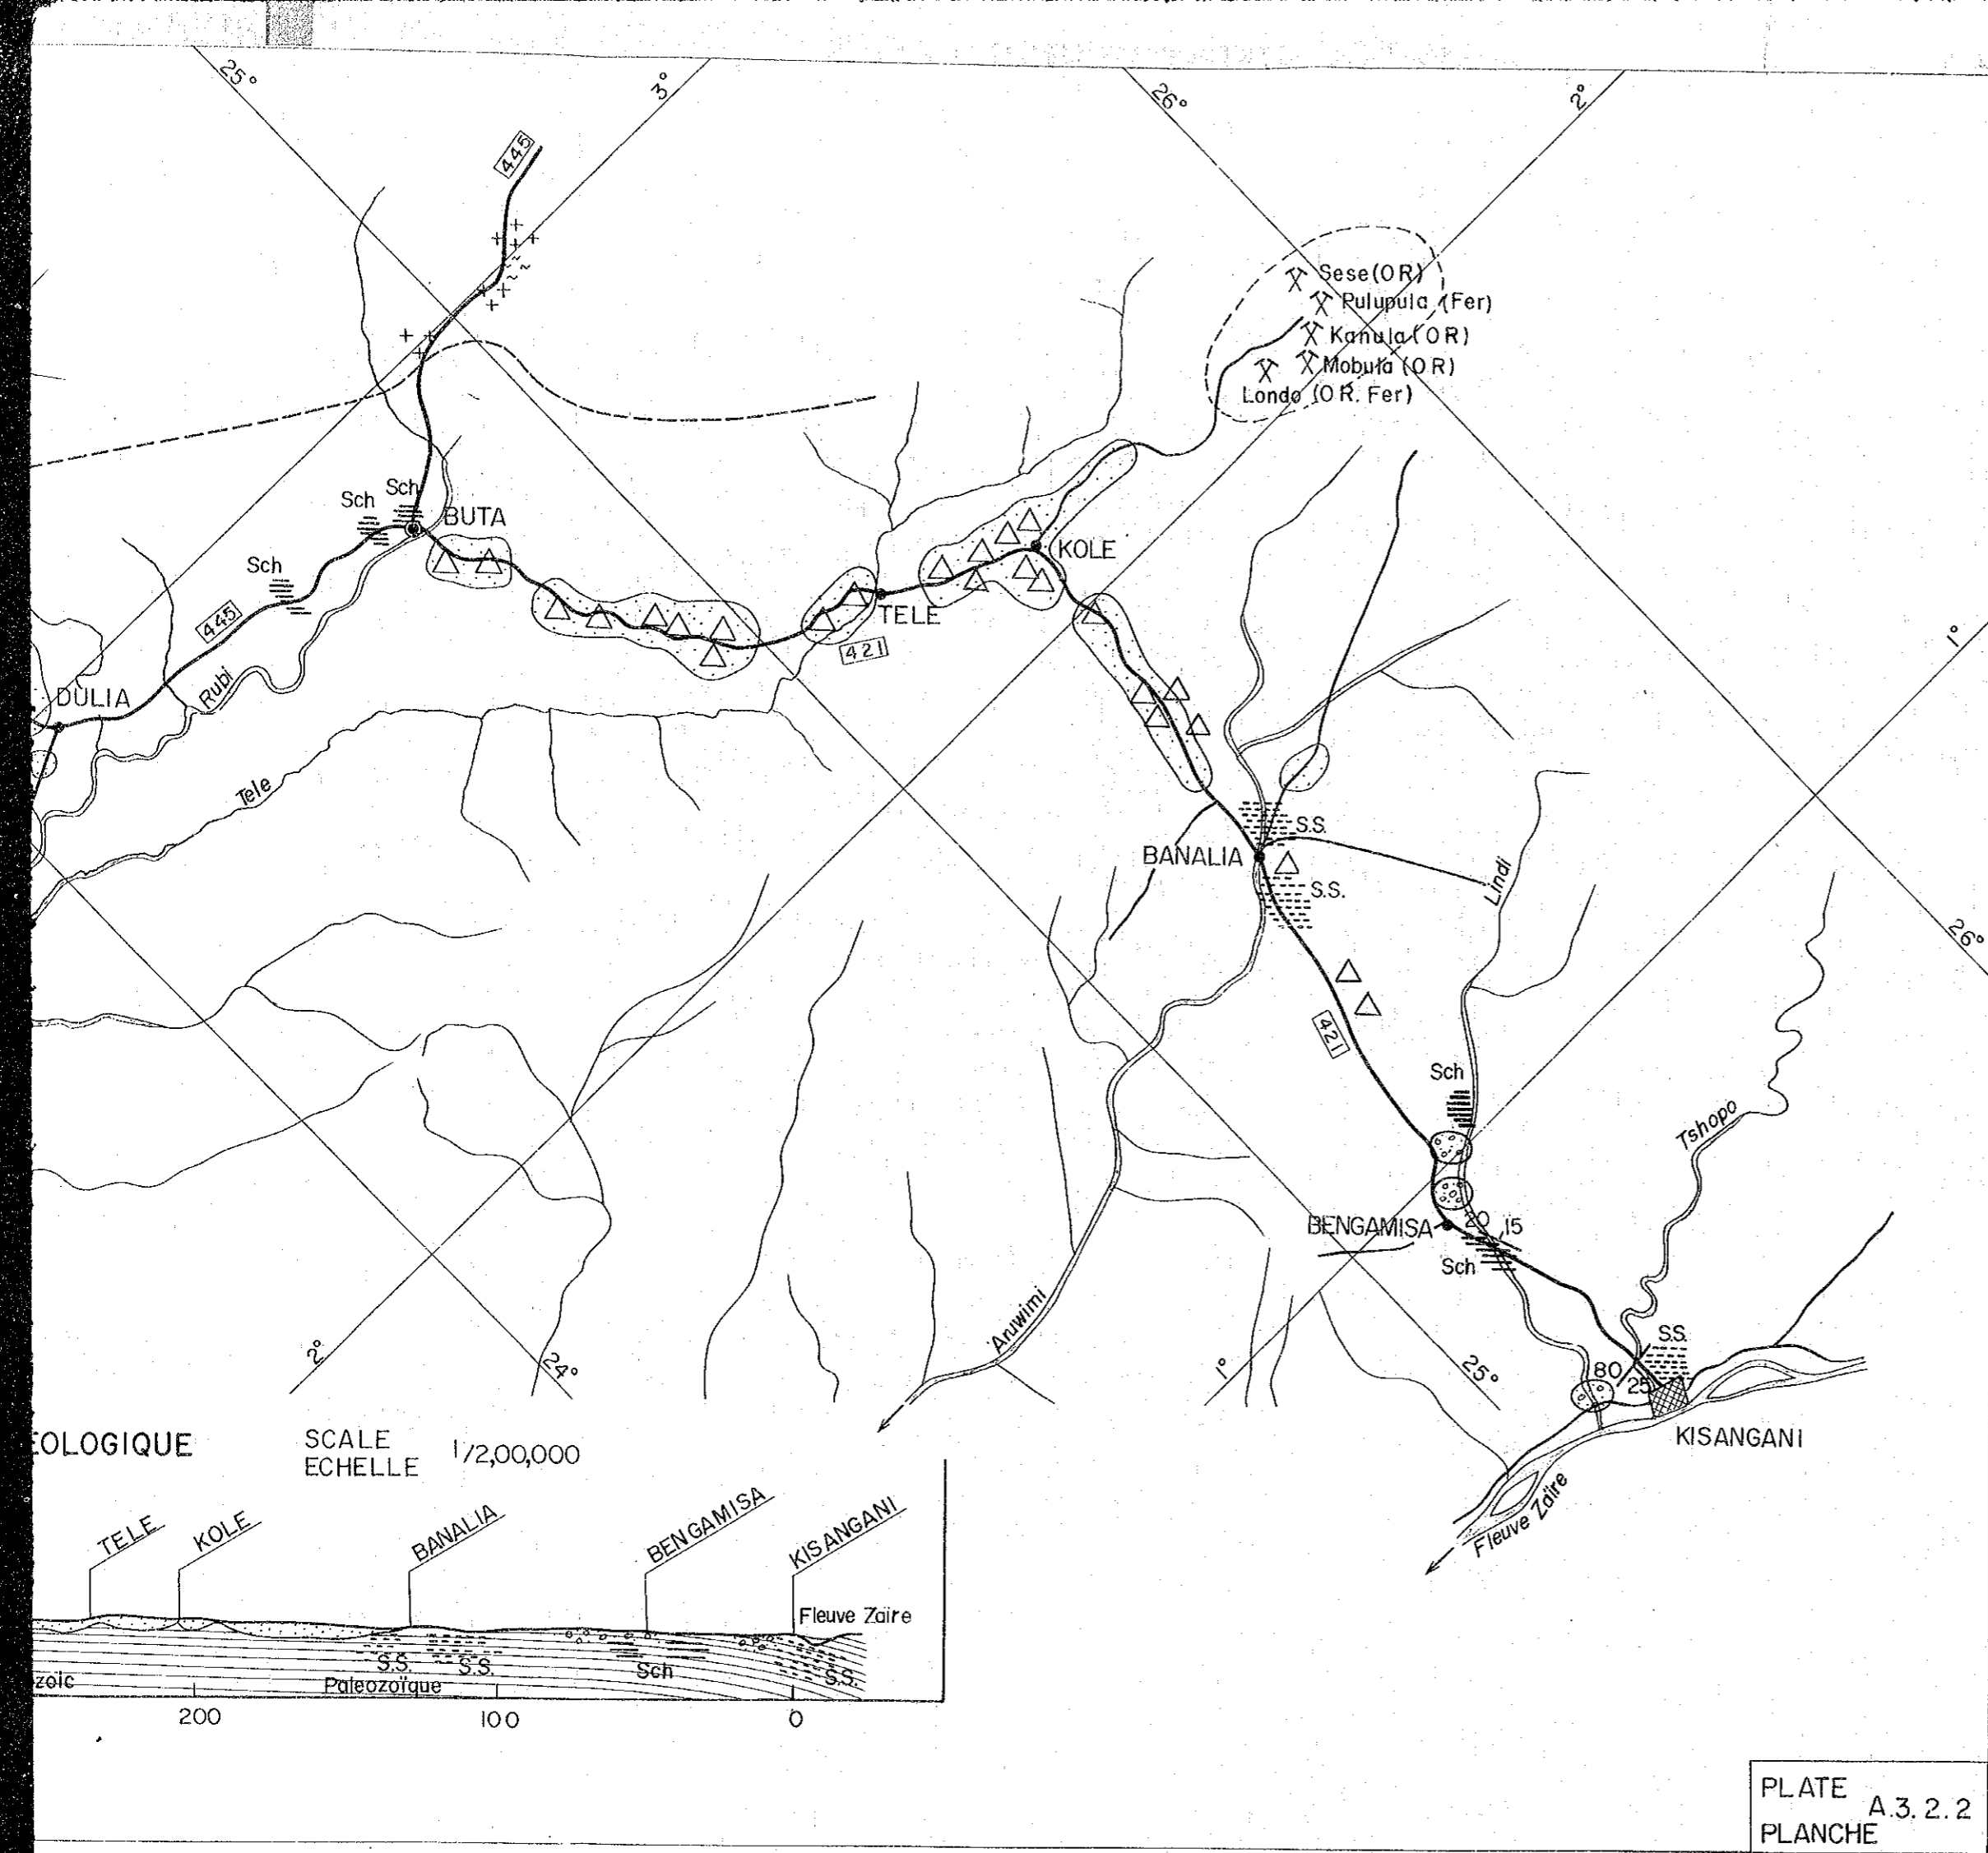 25°
3°
26°
2°
445
Sese(OR)
Pulupula (Fer)
Kanula (OR)
Mobula (OR)
Londo (OR. Fer)
Sch
Sch
BUTA
Sch
KOLE
445
TELE
421
1°
Rubi
DULIA
Tele
S.S.
BANALIA
S.S.
Lindi
26°
421
Sch
Tshopo
BENGAMISA
20
15
Sch
Aruwimi
S.S.
2°
24°
1°
25°
80
25
KISANGANI
EOLOGIQUE
SCALE
ECHELLE
1/2,00,000
Fleuve Zaïre
TELE
KOLE
BANALIA
BENGAMISA
KISANGANI
Fleuve Zaïre
S.S.
S.S.
Sch
S.S.
zoic
Paleozoïque
200
100
0
PLATE
A.3.2.2
PLANCHE